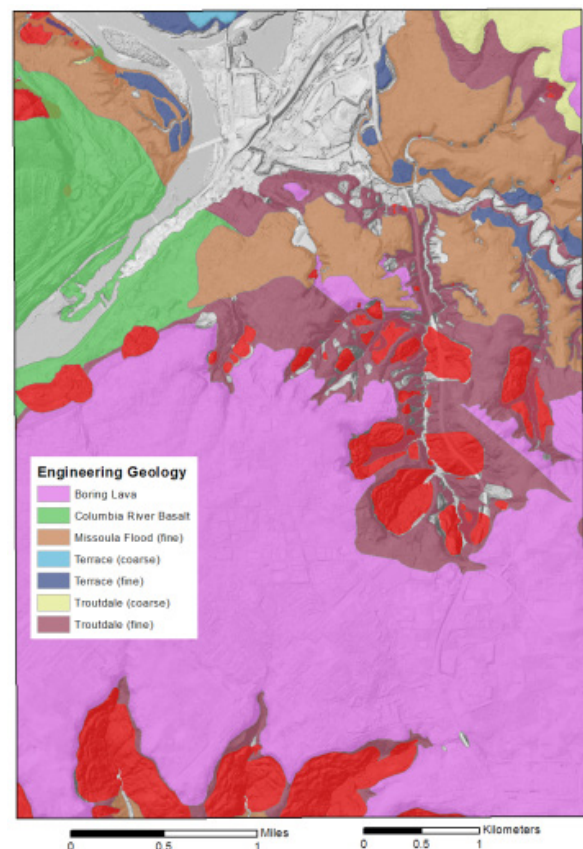 Engineering Geology
Boring Lava
Columbia River Basalt
Missoula Flood (fine)
Terrace (coarse)
Terrace (fine)
Troutdale (coarse)
Troutdale (fine)
Miles
0 0.5 1
Kilometers
0 0.5 1